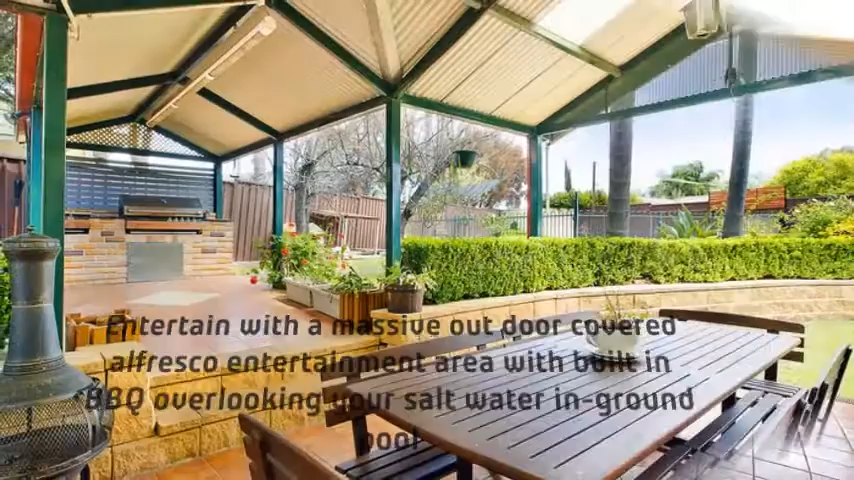 Entertain with a massive out door covered
alfresco entertainment area with built in
BBQ overlooking your salt water in-ground
pool